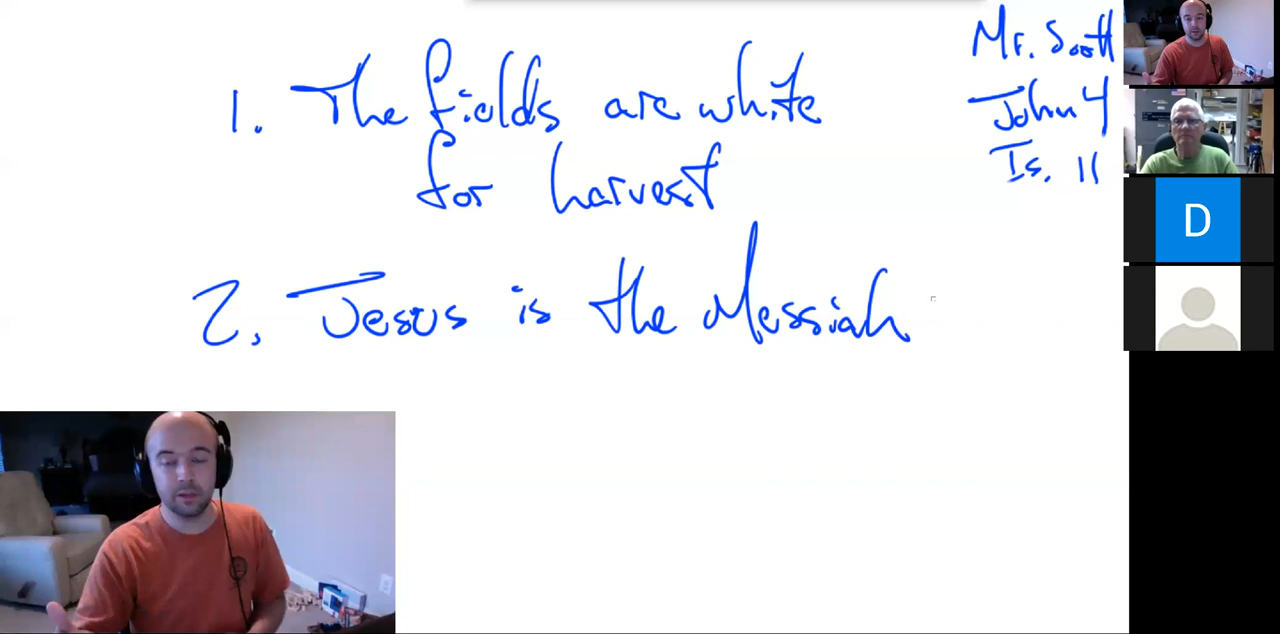 1. The fields are white
for harvest
2. Jesus is the Messiah
Mr. Scott
John 4
Is. 11
D